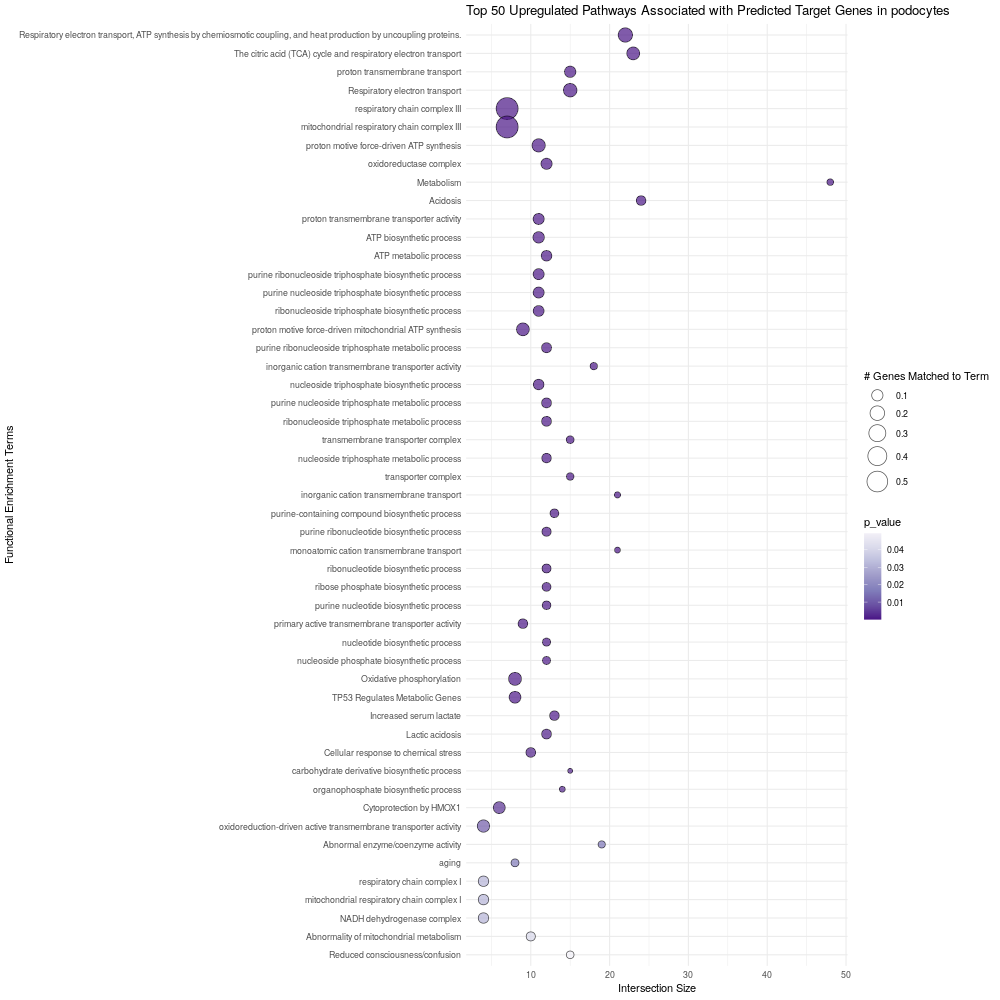 Top 50 Upregulated Pathways Associated with Predicted Target Genes in podocytes
Functional Enrichment Terms
Respiratory electron transport, ATP synthesis by chemiosmotic coupling, and heat production by uncoupling proteins.
The citric acid (TCA) cycle and respiratory electron transport
proton transmembrane transport
Respiratory electron transport
respiratory chain complex III
mitochondrial respiratory chain complex III
proton motive force-driven ATP synthesis
oxidoreductase complex
Metabolism
Acidosis
proton transmembrane transporter activity
ATP biosynthetic process
ATP metabolic process
purine ribonucleoside triphosphate biosynthetic process
purine nucleoside triphosphate biosynthetic process
ribonucleoside triphosphate biosynthetic process
proton motive force-driven mitochondrial ATP synthesis
purine ribonucleoside triphosphate metabolic process
inorganic cation transmembrane transporter activity
nucleoside triphosphate biosynthetic process
purine nucleoside triphosphate metabolic process
ribonucleoside triphosphate metabolic process
transmembrane transporter complex
nucleoside triphosphate metabolic process
transporter complex
inorganic cation transmembrane transport
purine-containing compound biosynthetic process
purine ribonucleotide biosynthetic process
monoatomic cation transmembrane transport
ribonucleotide biosynthetic process
ribose phosphate biosynthetic process
purine nucleotide biosynthetic process
primary active transmembrane transporter activity
nucleotide biosynthetic process
nucleoside phosphate biosynthetic process
Oxidative phosphorylation
TP53 Regulates Metabolic Genes
Increased serum lactate
Lactic acidosis
Cellular response to chemical stress
carbohydrate derivative biosynthetic process
organophosphate biosynthetic process
Cytoprotection by HMOX1
oxidoreduction-driven active transmembrane transporter activity
Abnormal enzyme/coenzyme activity
aging
respiratory chain complex I
mitochondrial respiratory chain complex I
NADH dehydrogenase complex
Abnormality of mitochondrial metabolism
Reduced consciousness/confusion
10 20 30 40 50
Intersection Size
# Genes Matched to Term
0.1
0.2
0.3
0.4
0.5
p_value
0.04
0.03
0.02
0.01